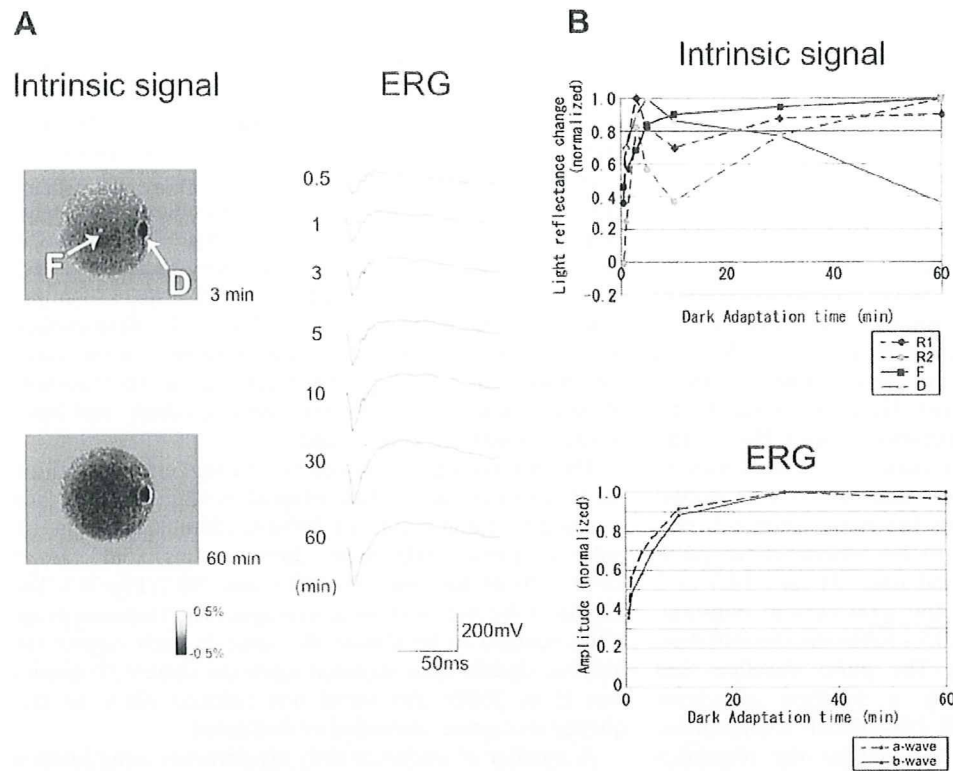 A
Intrinsic signal
F
D
3 min
60 min
0.5%
-0.5%
ERG
0.5
1
3
5
10
30
60
(min)
200mV
50ms
B
Intrinsic signal
Light reflectance change
(normalized)
1.0
0.8
0.6
0.4
0.2
0
-0.2
20
40
60
Dark Adaptation time (min)
R1
R2
F
D
ERG
Amplitude (normalized)
1.0
0.8
0.6
0.4
0.2
0
0
20
40
60
Dark Adaptation time (min)
a-wave
b-wave